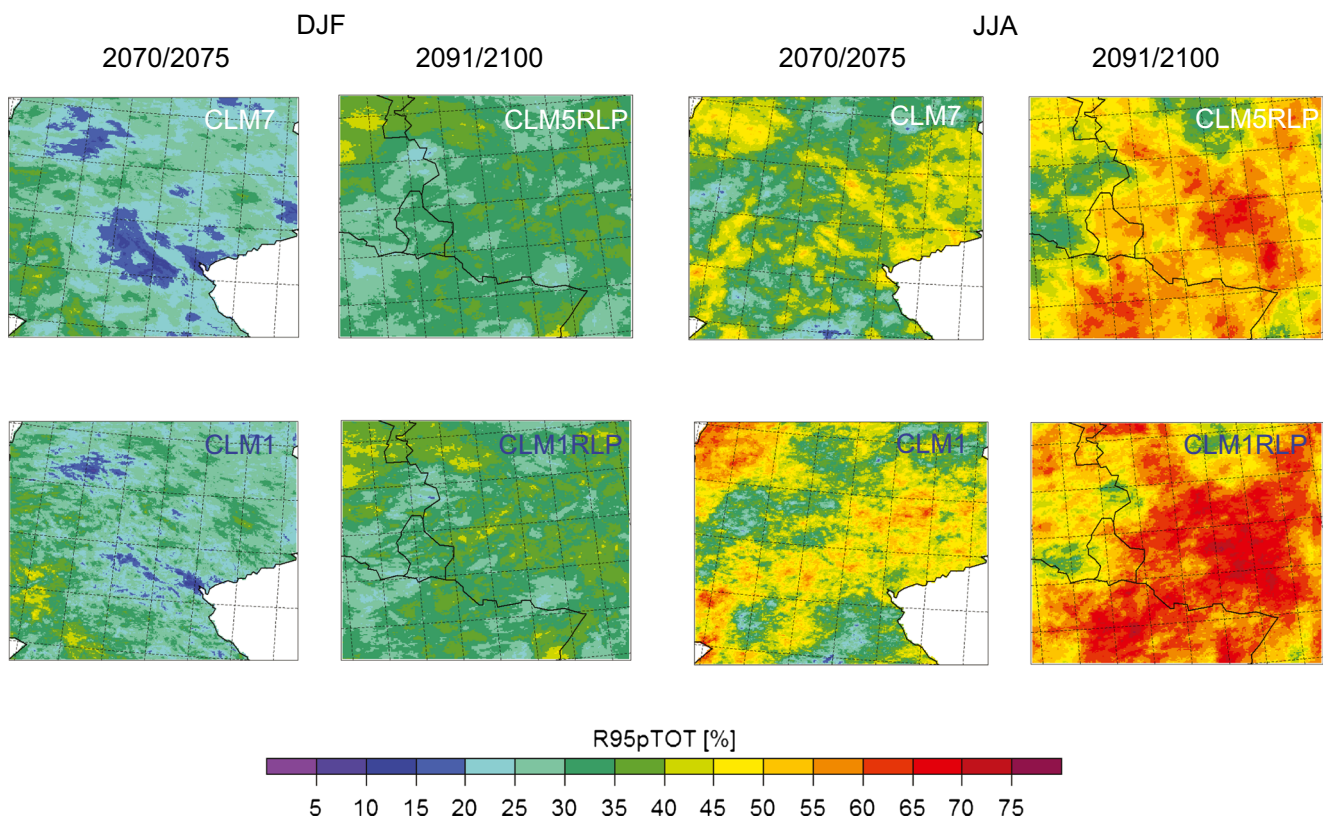 DJF JJA
2070/2075 2091/2100 2070/2075 2091/2100
CLM7 CLM5RLP CLM7 CLM5RLP
CLM1 CLM1RLP CLM1 CLM1RLP
R95pTOT [%]
5 10 15 20 25 30 35 40 45 50 55 60 65 70 75